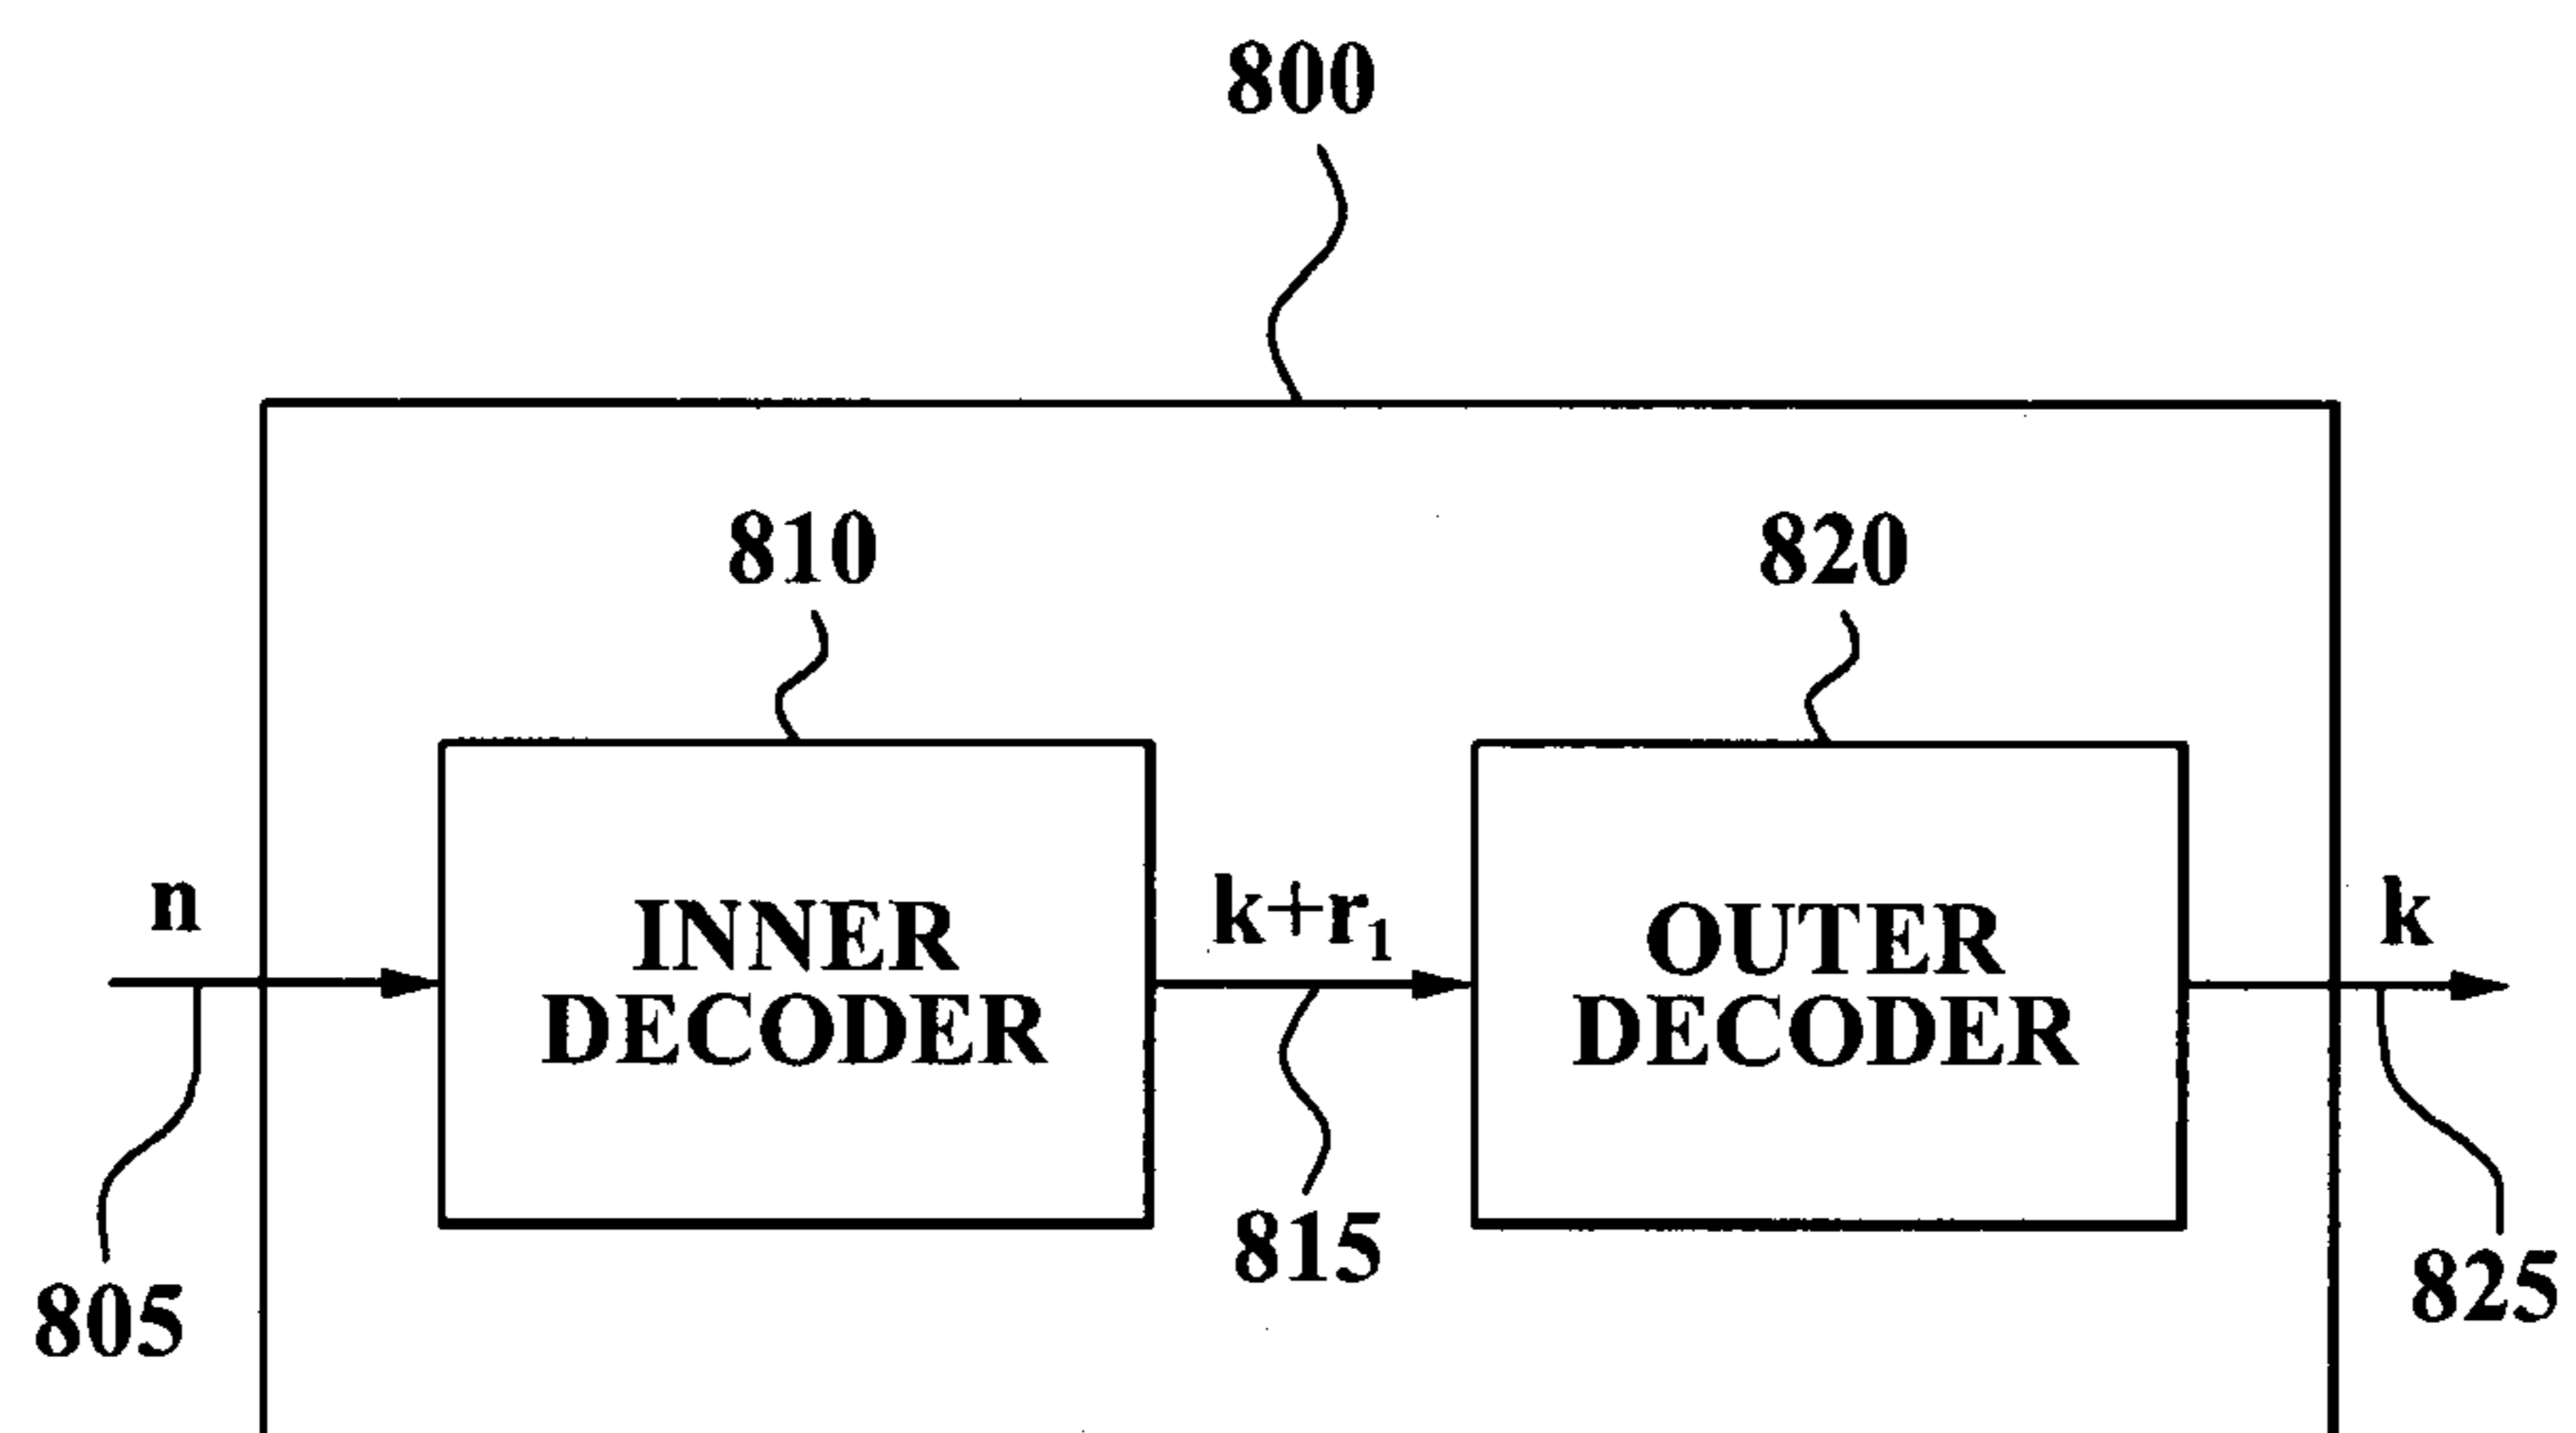 800
810
820
n
INNER
DECODER
k+r₁
OUTER
DECODER
k
805
815
825